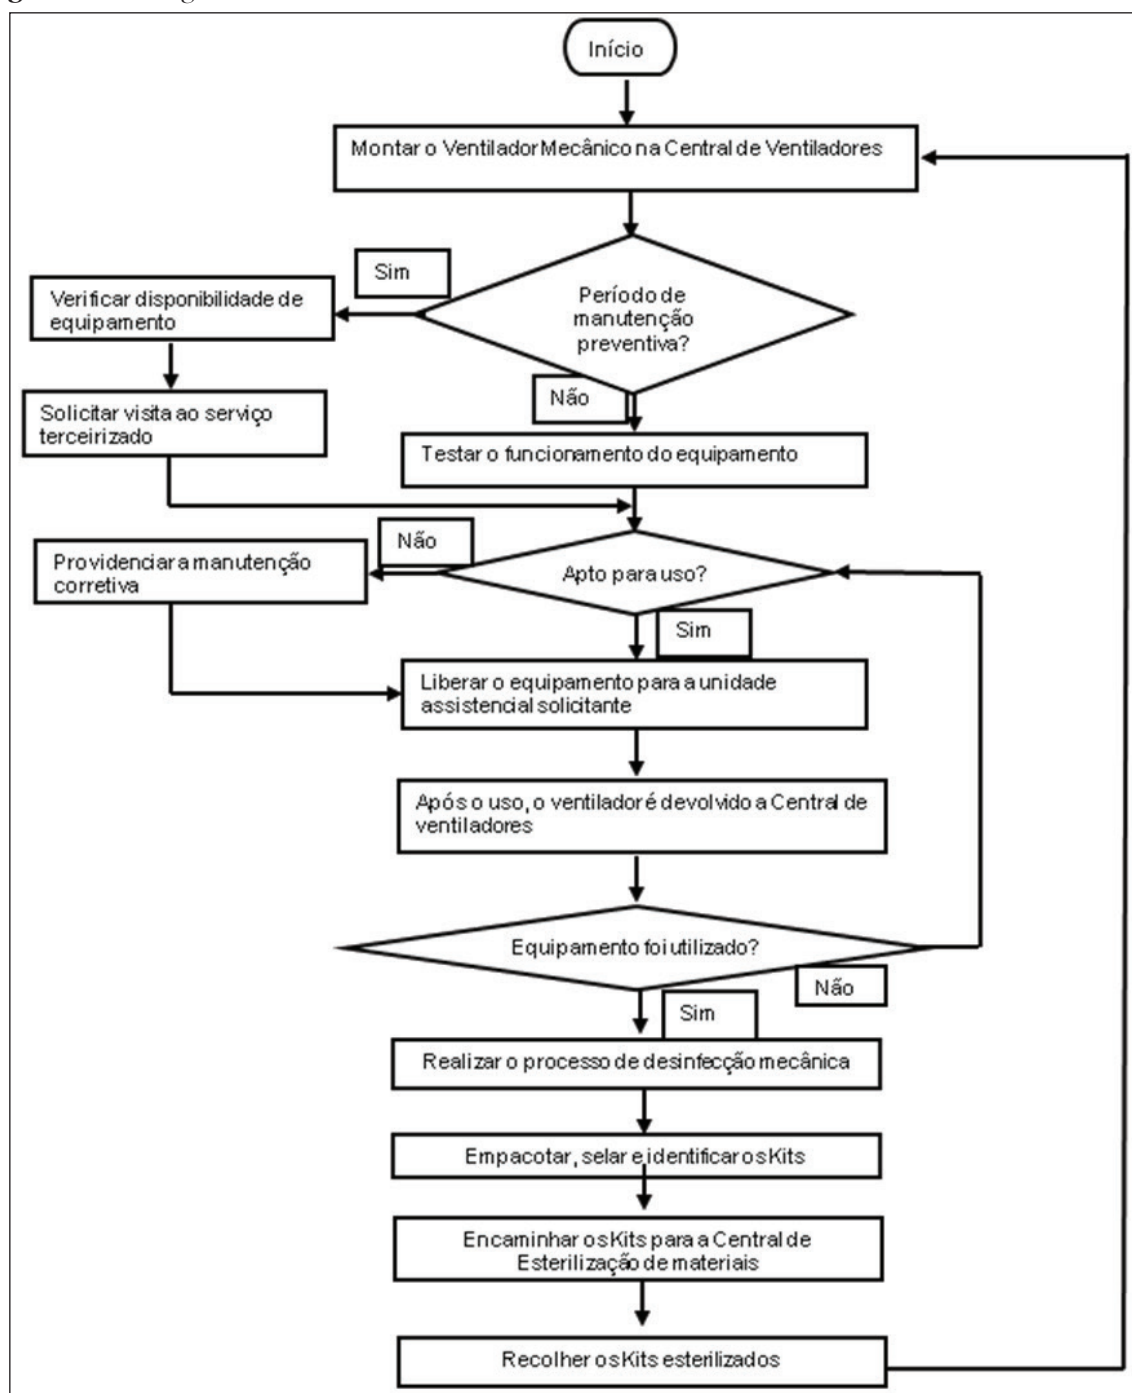 Início
Montar o Ventilador Mecânico na Central de Ventiladores
Sim
Período de
manutenção
preventiva?
Verificar disponibilidade de
equipamento
Não
Solicitar visita ao serviço
terceirizado
Testar o funcionamento do equipamento
Não
Providenciar a manutenção
corretiva
Apto para uso?
Sim
Liberar o equipamento para a unidade
assistencial solicitante
Após o uso, o ventilador é devolvido a Central de
ventiladores
Equipamento foi utilizado?
Não
Sim
Realizar o processo de desinfecção mecânica
Empacotar, selar e identificar os Kits
Encaminhar os Kits para a Central de
Esterilização de materiais
Recolher os Kits esterilizados